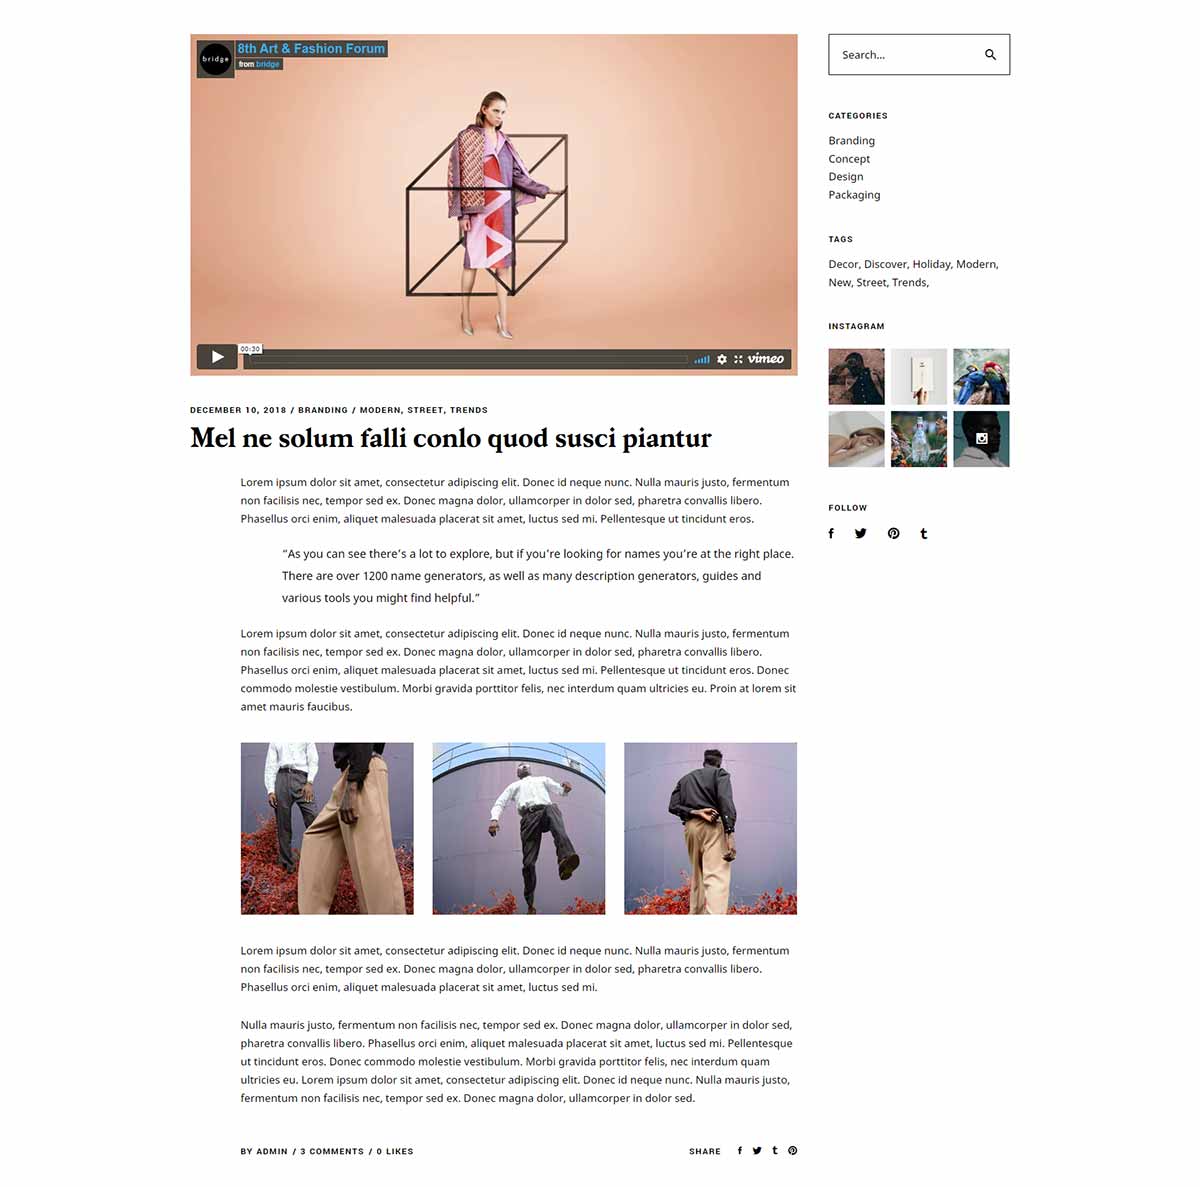 bridge
8th Art & Fashion Forum
from bridge
00:30
vimeo
DECEMBER 10, 2018 / BRANDING / MODERN, STREET, TRENDS
Mel ne solum falli conlo quod susci piantur
Lorem ipsum dolor sit amet, consectetur adipiscing elit. Donec id neque nunc. Nulla mauris justo, fermentum
non facilisis nec, tempor sed ex. Donec magna dolor, ullamcorper in dolor sed, pharetra convallis libero.
Phasellus orci enim, aliquet malesuada placerat sit amet, luctus sed mi. Pellentesque ut tincidunt eros.
“As you can see there’s a lot to explore, but if you’re looking for names you’re at the right place.
There are over 1200 name generators, as well as many description generators, guides and
various tools you might find helpful.”
Lorem ipsum dolor sit amet, consectetur adipiscing elit. Donec id neque nunc. Nulla mauris justo, fermentum
non facilisis nec, tempor sed ex. Donec magna dolor, ullamcorper in dolor sed, pharetra convallis libero.
Phasellus orci enim, aliquet malesuada placerat sit amet, luctus sed mi. Pellentesque ut tincidunt eros. Donec
commodo molestie vestibulum. Morbi gravida porttitor felis, nec interdum quam ultricies eu. Proin at lorem sit
amet mauris faucibus.
Lorem ipsum dolor sit amet, consectetur adipiscing elit. Donec id neque nunc. Nulla mauris justo, fermentum
non facilisis nec, tempor sed ex. Donec magna dolor, ullamcorper in dolor sed, pharetra convallis libero.
Phasellus orci enim, aliquet malesuada placerat sit amet, luctus sed mi.
Nulla mauris justo, fermentum non facilisis nec, tempor sed ex. Donec magna dolor, ullamcorper in dolor sed,
pharetra convallis libero. Phasellus orci enim, aliquet malesuada placerat sit amet, luctus sed mi. Pellentesque
ut tincidunt eros. Donec commodo molestie vestibulum. Morbi gravida porttitor felis, nec interdum quam
ultricies eu. Lorem ipsum dolor sit amet, consectetur adipiscing elit. Donec id neque nunc. Nulla mauris justo,
fermentum non facilisis nec, tempor sed ex. Donec magna dolor, ullamcorper in dolor sed.
BY ADMIN / 3 COMMENTS / 0 LIKES
SHARE
Search...
CATEGORIES
Branding
Concept
Design
Packaging
TAGS
Decor, Discover, Holiday, Modern,
New, Street, Trends,
INSTAGRAM
FOLLOW